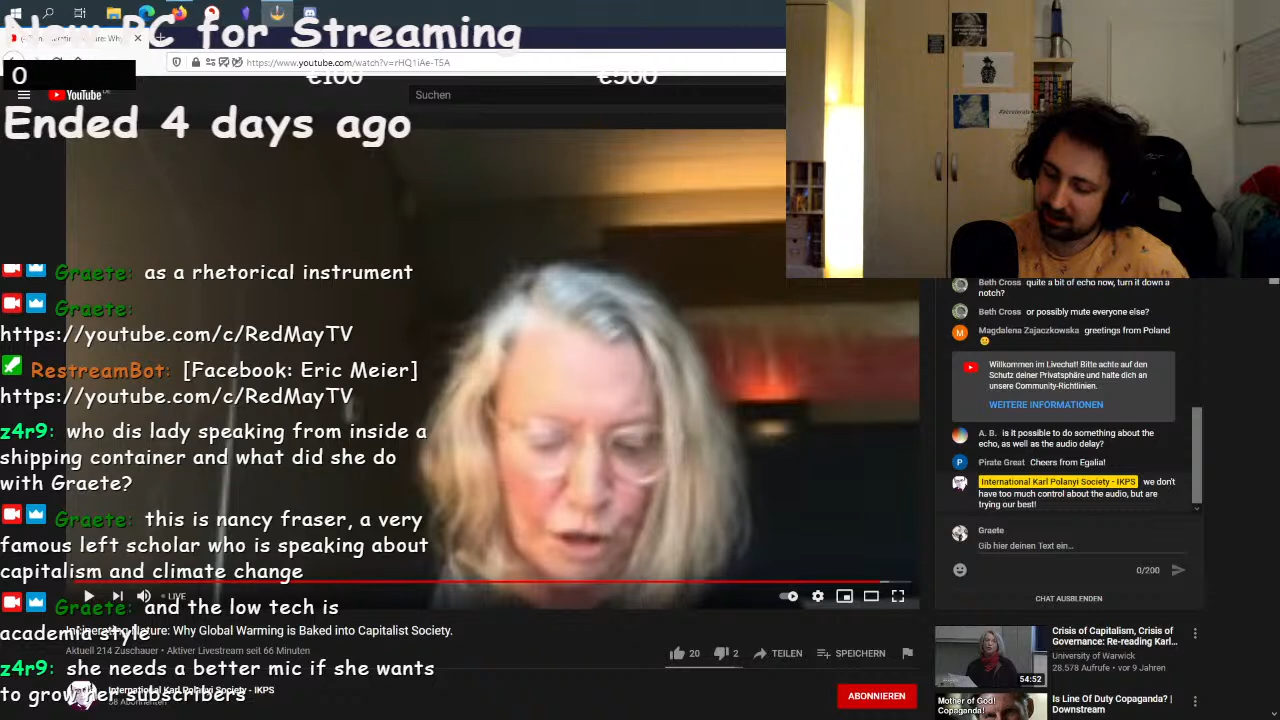 New PC for Streaming
https://www.youtube.com/watch?v=rHQ1iAe-T5A
0
€100
€500
YouTube
Suchen
Ended 4 days ago
Graete: as a rhetorical instrument
Graete:
https://youtube.com/c/RedMayTV
RestreamBot: [Facebook: Eric Meier]
https://youtube.com/c/RedMayTV
z4r9: who dis lady speaking from inside a
shipping container and what did she do
with Graete?
Graete: this is nancy fraser, a very
famous left scholar who is speaking about
capitalism and climate change
Graete: and the low tech is
academia style
z4r9: she needs a better mic if she wants
to grow her subscribers
LIVE
Incinerating Nature: Why Global Warming is Baked into Capitalist Society.
Aktuell 214 Zuschauer • Aktiver Livestream seit 66 Minuten
20
2
TEILEN
SPEICHERN
International Karl Polanyi Society - IKPS
58 Abonnenten
ABONNIEREN
Beth Cross quite a bit of echo now, turn it down a
notch?
Beth Cross or possibly mute everyone else?
Magdalena Zajaczkowska greetings from Poland
Willkommen im Livechat! Bitte achte auf den
Schutz deiner Privatsphäre und halte dich an
unsere Community-Richtlinien.
WEITERE INFORMATIONEN
A. B. is it possible to do something about the
echo, as well as the audio delay?
Pirate Great Cheers from Egalia!
International Karl Polanyi Society - IKPS we don't
have too much control about the audio, but are
trying our best!
Graete
Gib hier deinen Text ein...
0/200
CHAT AUSBLENDEN
Crisis of Capitalism, Crisis
of Governance: Re-reading Karl...
University of Warwick
28.578 Aufrufe • vor 9 Jahren
54:52
Mother of God!
Copaganda!
Is Line Of Duty Copaganda? |
Downstream